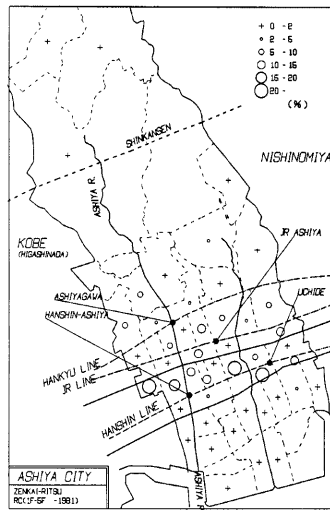 + 0 - 2
○ 2 - 5
○ 5 - 10
○ 10 - 15
○ 15 - 20
○ 20 -
(%)
SHINKANSEN
ASHIYA R.
NISHINOMIYA
KOBE
(HIGASHINADA)
JR ASHIYA
ASHIYAGAWA
UCHIDE
HANSHIN-ASHIYA
HANKYU LINE
JR LINE
HANSHIN LINE
ASHIYA R
ASHIYA CITY
ZENKAI-RITSU
RC(1F-5F -1981)